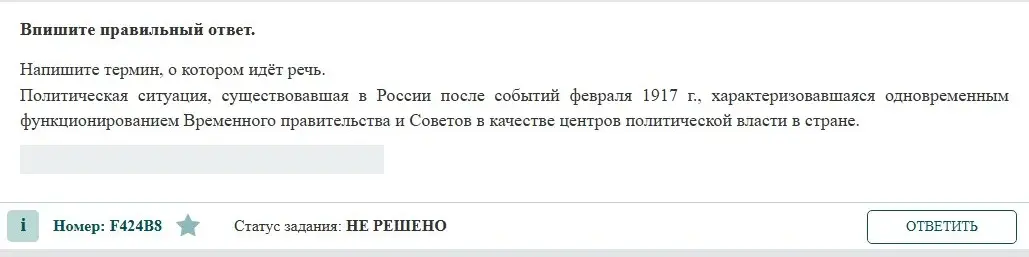 Впишите правильный ответ.
Напишите термин, о котором идёт речь.
Политическая ситуация, существовавшая в России после событий февраля 1917 г., характеризовавшаяся одновременным
функционированием Временного правительства и Советов в качестве центров политической власти в стране.
i Номер: F424B8 Статус задания: НЕ РЕШЕНО ОТВЕТИТЬ